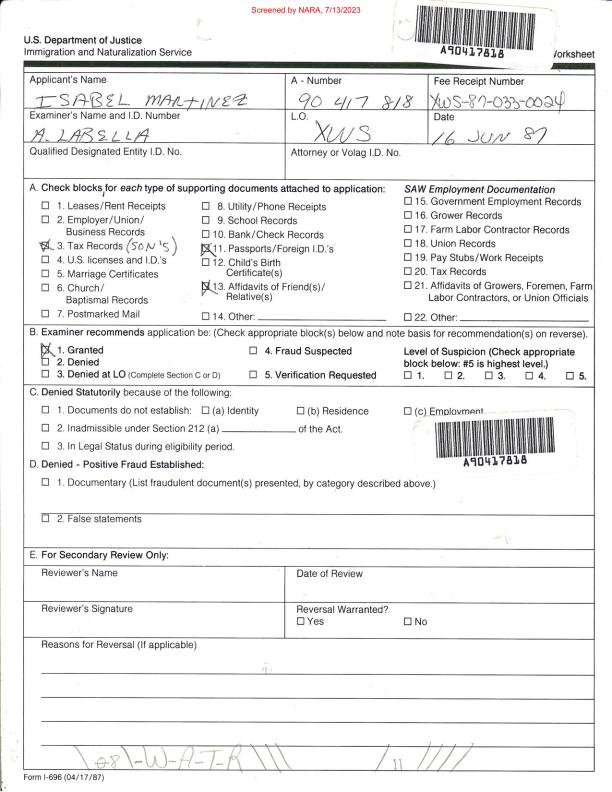 Screened by NARA, 7/13/2023
U.S. Department of Justice
Immigration and Naturalization Service
A90417818
Worksheet
Applicant's Name
A - Number
Fee Receipt Number
ISABEL MARTINEZ
90 417 818
XWS-87-033-0024
Examiner's Name and I.D. Number
L.O.
Date
A. LABELLA
XWS
16 JUN 87
Qualified Designated Entity I.D. No.
Attorney or Volag I.D. No.
A. Check blocks for each type of supporting documents attached to application:
SAW Employment Documentation
☐ 1. Leases/Rent Receipts
☐ 2. Employer/Union/
Business Records
☒ 3. Tax Records (SON'S)
☐ 4. U.S. licenses and I.D.'s
☐ 5. Marriage Certificates
☐ 6. Church/
Baptismal Records
☐ 7. Postmarked Mail
☐ 8. Utility/Phone Receipts
☐ 9. School Records
☐ 10. Bank/Check Records
☒ 11. Passports/Foreign I.D.'s
☐ 12. Child's Birth
Certificate(s)
☒ 13. Affidavits of Friend(s)/
Relative(s)
☐ 14. Other:
☐ 15. Government Employment Records
☐ 16. Grower Records
☐ 17. Farm Labor Contractor Records
☐ 18. Union Records
☐ 19. Pay Stubs/Work Receipts
☐ 20. Tax Records
☐ 21. Affidavits of Growers, Foremen, Farm
Labor Contractors, or Union Officials
☐ 22. Other:
B. Examiner recommends application be: (Check appropriate block(s) below and note basis for recommendation(s) on reverse).
☒ 1. Granted
☐ 2. Denied
☐ 3. Denied at LO (Complete Section C or D)
☐ 4. Fraud Suspected
☐ 5. Verification Requested
Level of Suspicion (Check appropriate
block below: #5 is highest level.)
☐ 1. ☐ 2. ☐ 3. ☐ 4. ☐ 5.
C. Denied Statutorily because of the following:
☐ 1. Documents do not establish: ☐ (a) Identity ☐ (b) Residence ☐ (c) Employment
☐ 2. Inadmissible under Section 212 (a) of the Act.
☐ 3. In Legal Status during eligibility period.
A90417818
D. Denied - Positive Fraud Established:
☐ 1. Documentary (List fraudulent document(s) presented, by category described above.)
☐ 2. False statements
E. For Secondary Review Only:
Reviewer's Name
Date of Review
Reviewer's Signature
Reversal Warranted?
☐ Yes ☐ No
Reasons for Reversal (If applicable)
Form I-696 (04/17/87)